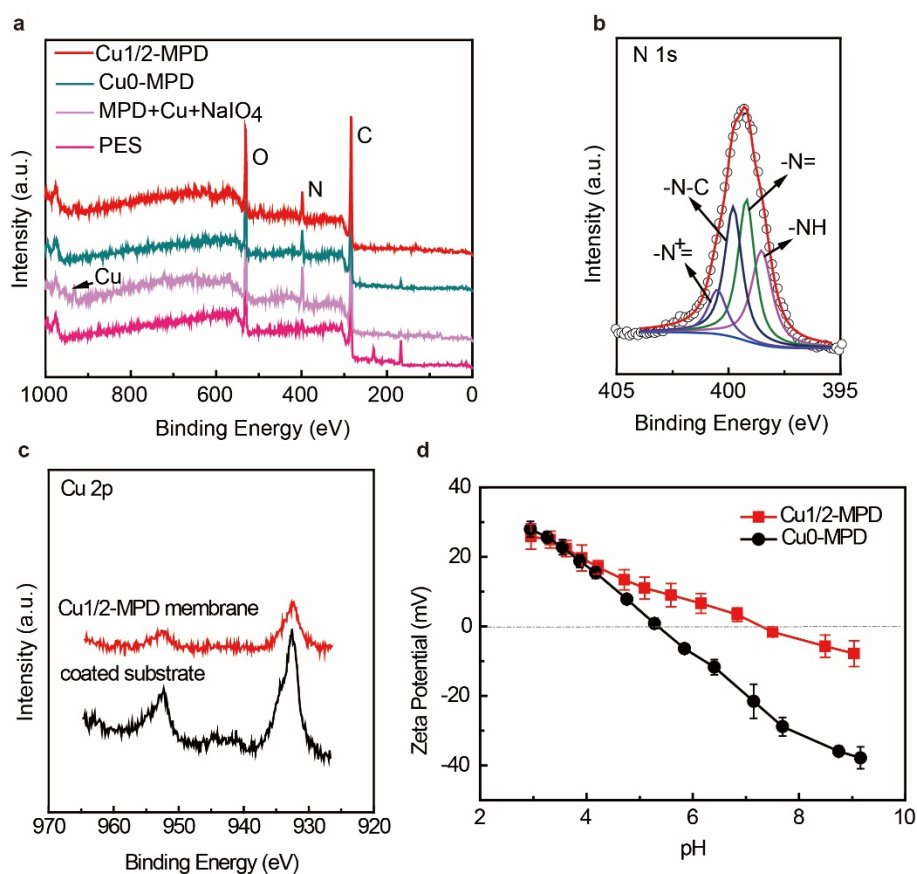 a
Intensity (a.u.)
Cu1/2-MPD
Cu0-MPD
MPD+Cu+NaIO₄
PES
O
N
C
Cu
1000 800 600 400 200 0
Binding Energy (eV)
b
Intensity (a.u.)
N 1s
-N=
-N-C
-NH
-N⁺=
405 400 395
Binding Energy (eV)
c
Intensity (a.u.)
Cu 2p
Cu1/2-MPD membrane
coated substrate
970 960 950 940 930 920
Binding Energy (eV)
d
Zeta Potential (mV)
40
20
0
-20
-40
Cu1/2-MPD
Cu0-MPD
2 4 6 8 10
pH